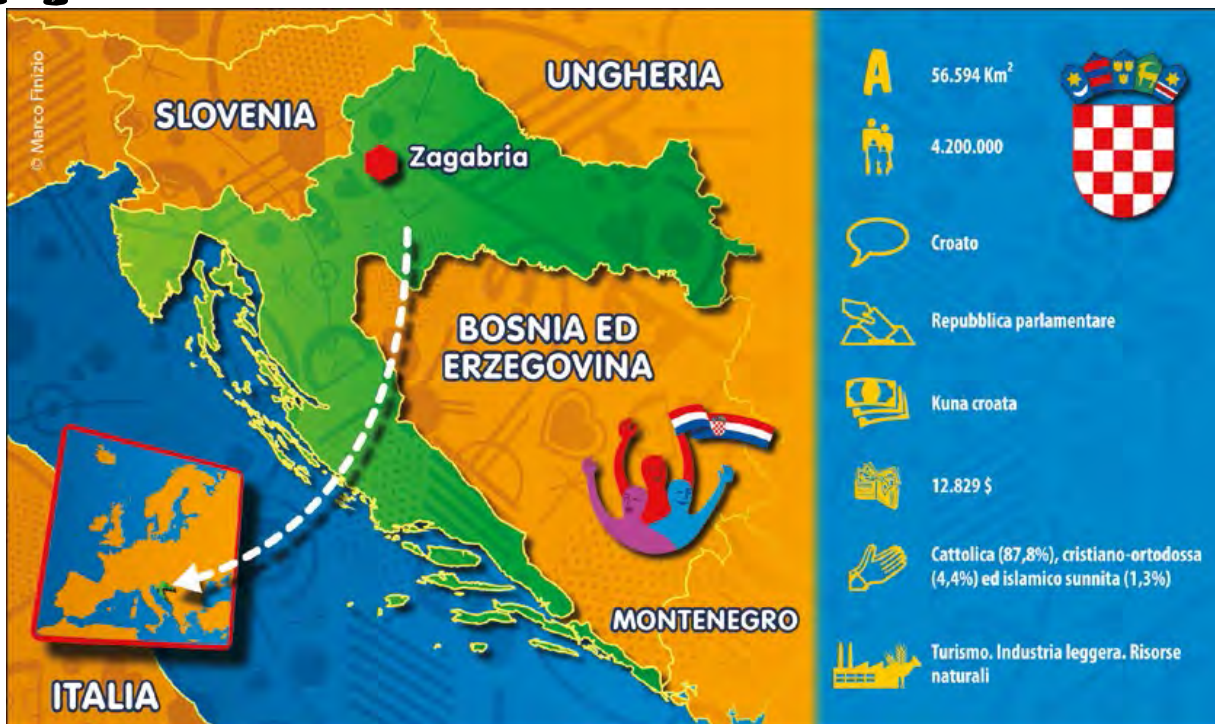 © Marco Finizio
SLOVENIA
UNGHERIA
Zagabria
BOSNIA ED
ERZEGOVINA
MONTENEGRO
ITALIA
A
56.594 Km²
4.200.000
Croato
Repubblica parlamentare
Kuna croata
12.829 $
Cattolica (87,8%), cristiano-ortodossa
(4,4%) ed islamico sunnita (1,3%)
Turismo. Industria leggera. Risorse
naturali